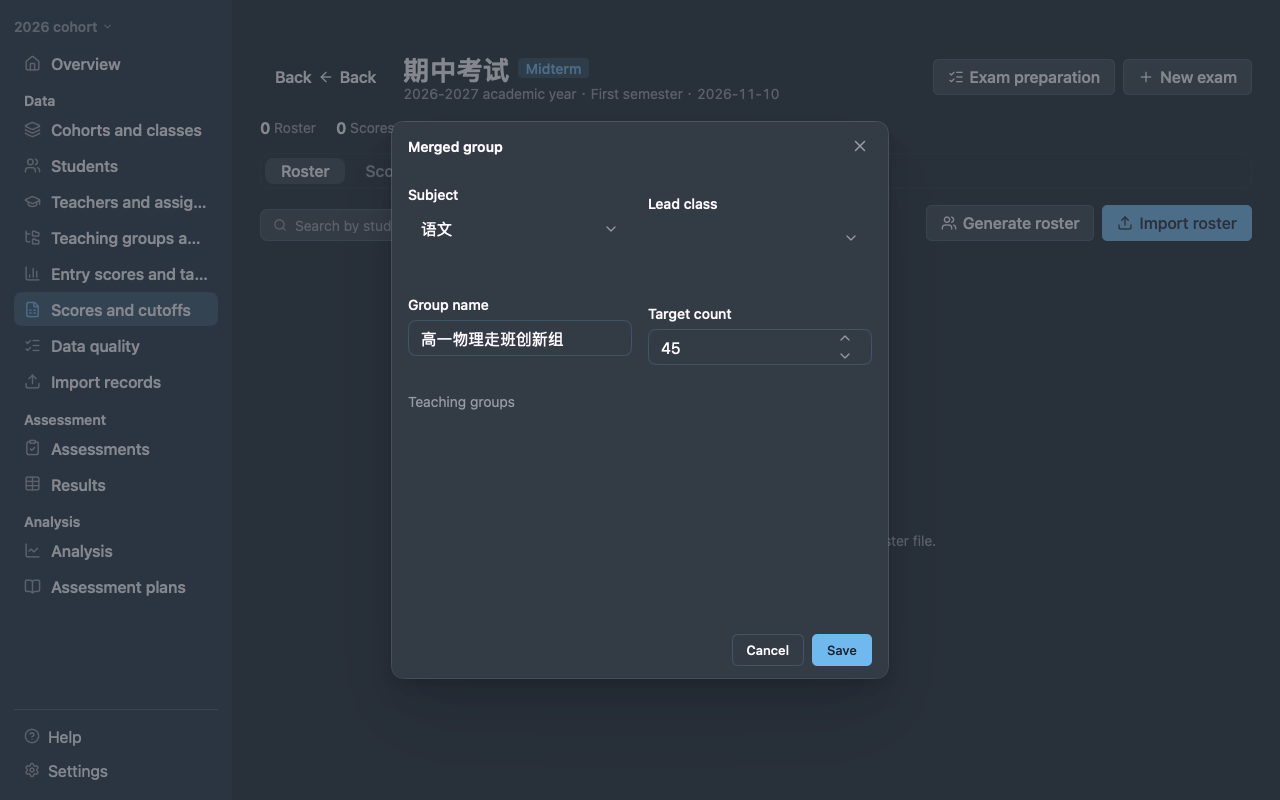 2026 cohort
Overview
Data
Cohorts and classes
Students
Teachers and assig...
Teaching groups a...
Entry scores and ta...
Scores and cutoffs
Data quality
Import records
Assessment
Assessments
Results
Analysis
Analysis
Assessment plans
Help
Settings
Back ← Back
期中考试 Midterm
2026-2027 academic year · First semester · 2026-11-10
Exam preparation
New exam
0 Roster 0 Scores
Roster
Sco
Search by stud
Generate roster
Import roster
ster file.
Merged group
Subject
语文
Lead class
Group name
高一物理走班创新组
Target count
45
Teaching groups
Cancel
Save